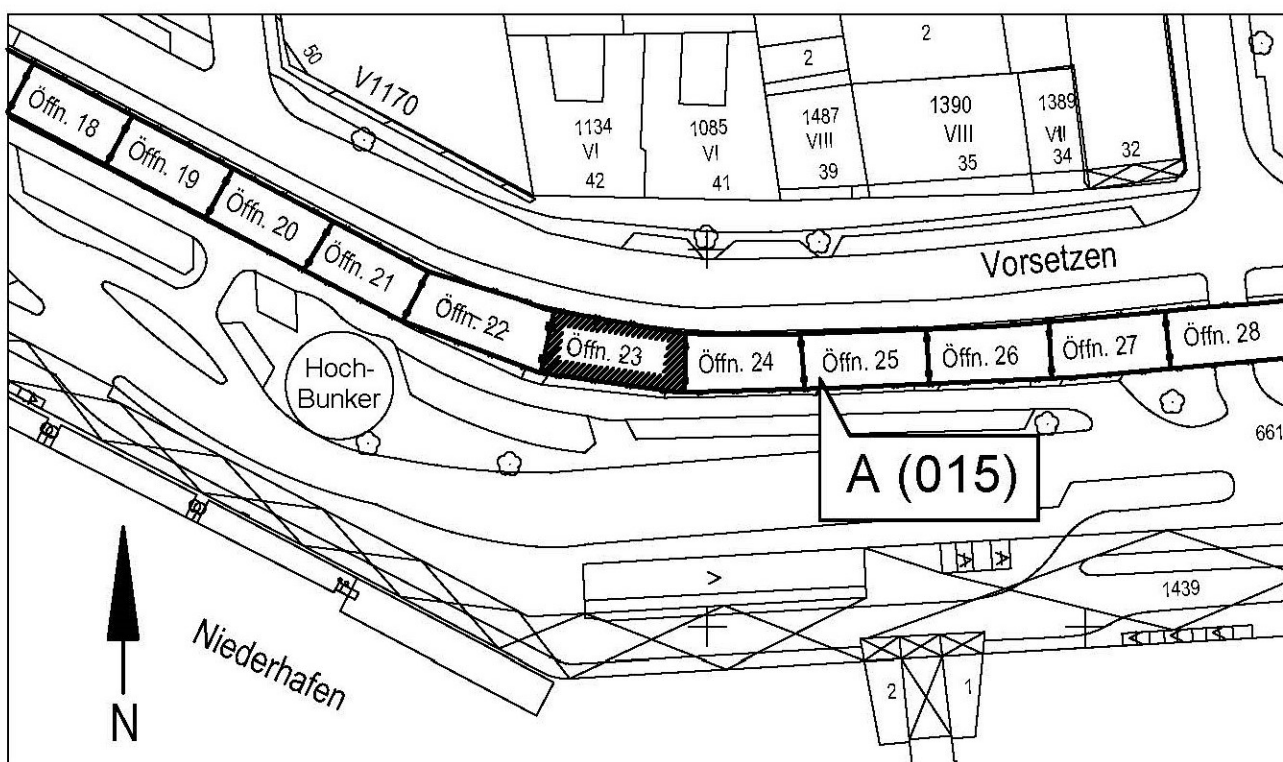 50
V1170
2
2
1134
VI
42
1085
VI
41
1487
VIII
39
1390
VIII
35
1389
VII
34
32
Öffn. 18
Öffn. 19
Öffn. 20
Öffn. 21
Öffn. 22
Öffn. 23
Öffn. 24
Öffn. 25
Öffn. 26
Öffn. 27
Öffn. 28
Vorsetzen
Hoch-
Bunker
661
A (015)
1439
Niederhafen
N
2
1